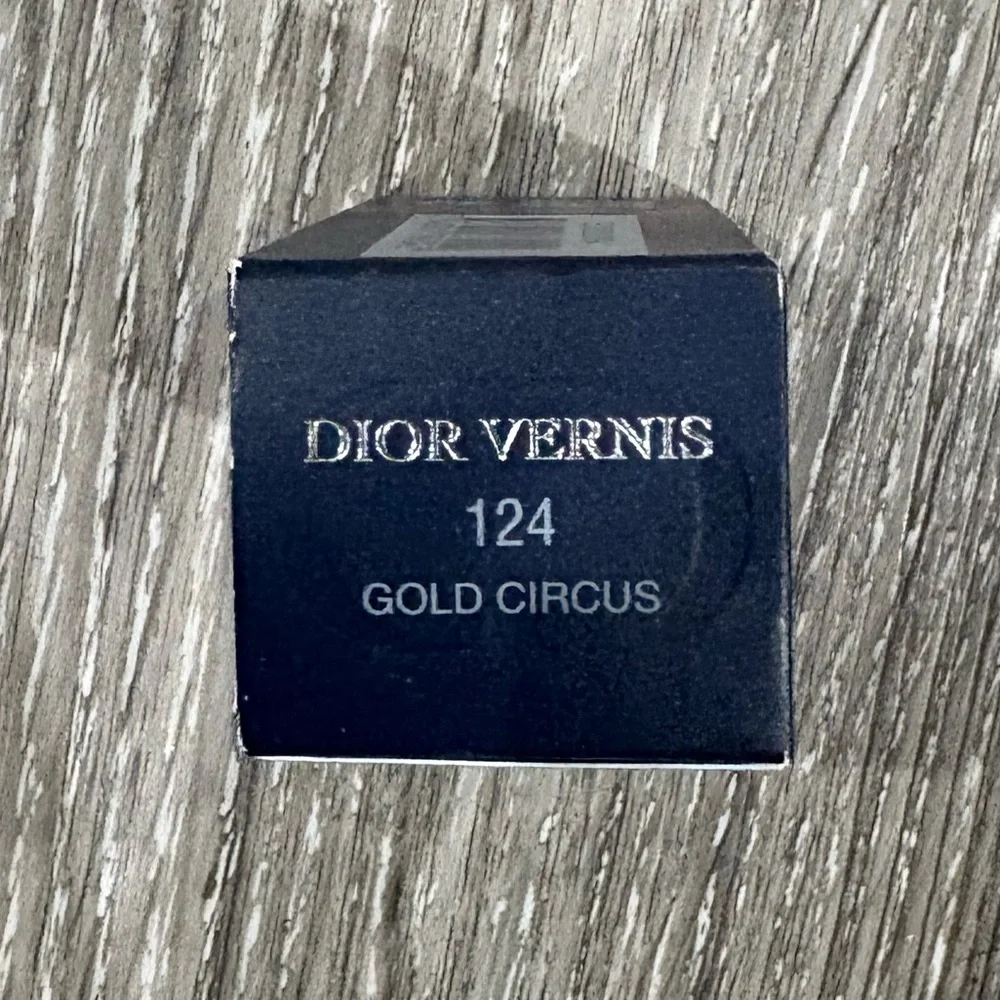 DIOR VERNIS
124
GOLD CIRCUS